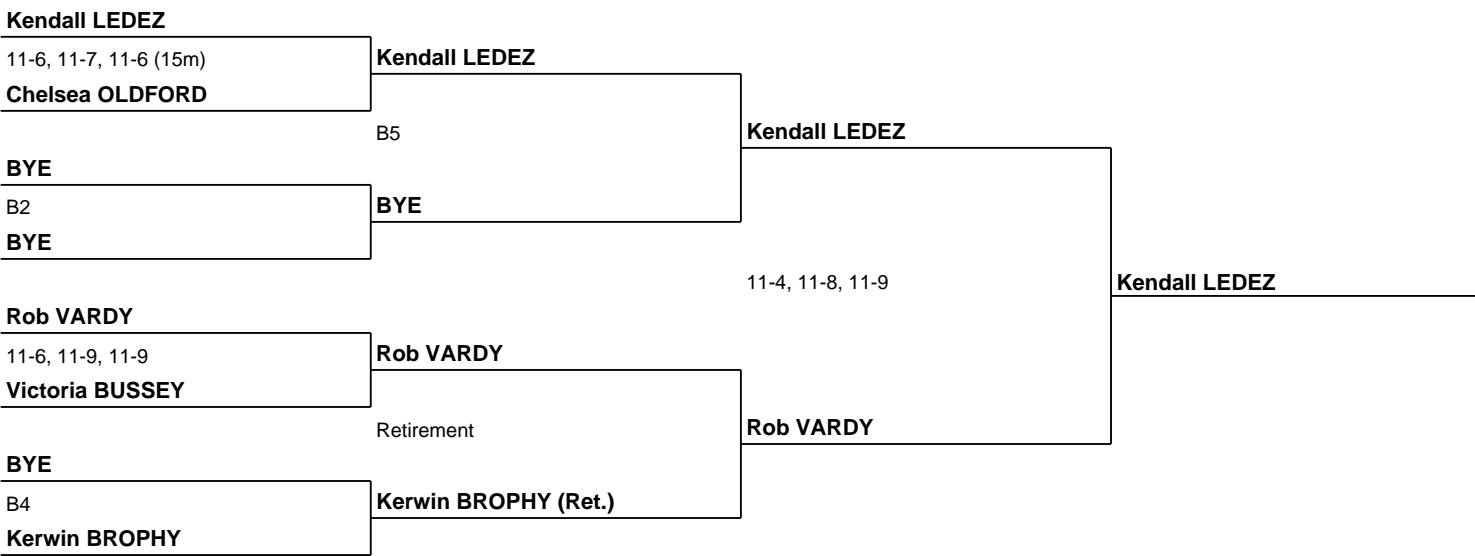 Kendall LEDEZ
11-6, 11-7, 11-6 (15m)
Chelsea OLDFORD
BYE
B2
BYE
Rob VARDY
11-6, 11-9, 11-9
Victoria BUSSEY
BYE
B4
Kerwin BROPHY
Kendall LEDEZ
B5
BYE
Rob VARDY
Retirement
Kerwin BROPHY (Ret.)
Kendall LEDEZ
11-4, 11-8, 11-9
Rob VARDY
Kendall LEDEZ